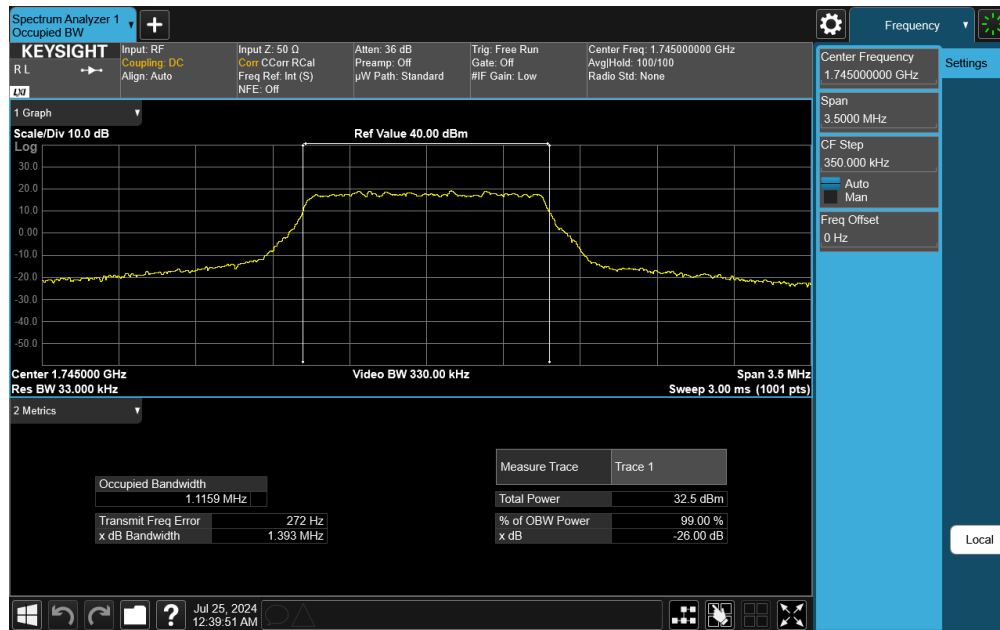 Spectrum Analyzer 1
Occupied BW
+
Frequency
KEYSIGHT
R L
LXI
Input: RF
Coupling: DC
Align: Auto
Input Z: 50 Ω
Corr CCorr RCal
Freq Ref: Int (S)
NFE: Off
Atten: 36 dB
Preamp: Off
µW Path: Standard
Trig: Free Run
Gate: Off
#IF Gain: Low
Center Freq: 1.745000000 GHz
Avg|Hold: 100/100
Radio Std: None
Center Frequency
1.745000000 GHz
Settings
Span
3.5000 MHz
CF Step
350.000 kHz
Auto
Man
Freq Offset
0 Hz
1 Graph
Scale/Div 10.0 dB
Ref Value 40.00 dBm
Log
30.0
20.0
10.0
0.00
-10.0
-20.0
-30.0
-40.0
-50.0
Center 1.745000 GHz
Video BW 330.00 kHz
Span 3.5 MHz
Res BW 33.000 kHz
Sweep 3.00 ms (1001 pts)
2 Metrics
Measure Trace
Trace 1
Occupied Bandwidth
1.1159 MHz
Total Power
32.5 dBm
Transmit Freq Error
272 Hz
% of OBW Power
99.00 %
x dB Bandwidth
1.393 MHz
x dB
-26.00 dB
Local
?
Jul 25, 2024
12:39:51 AM